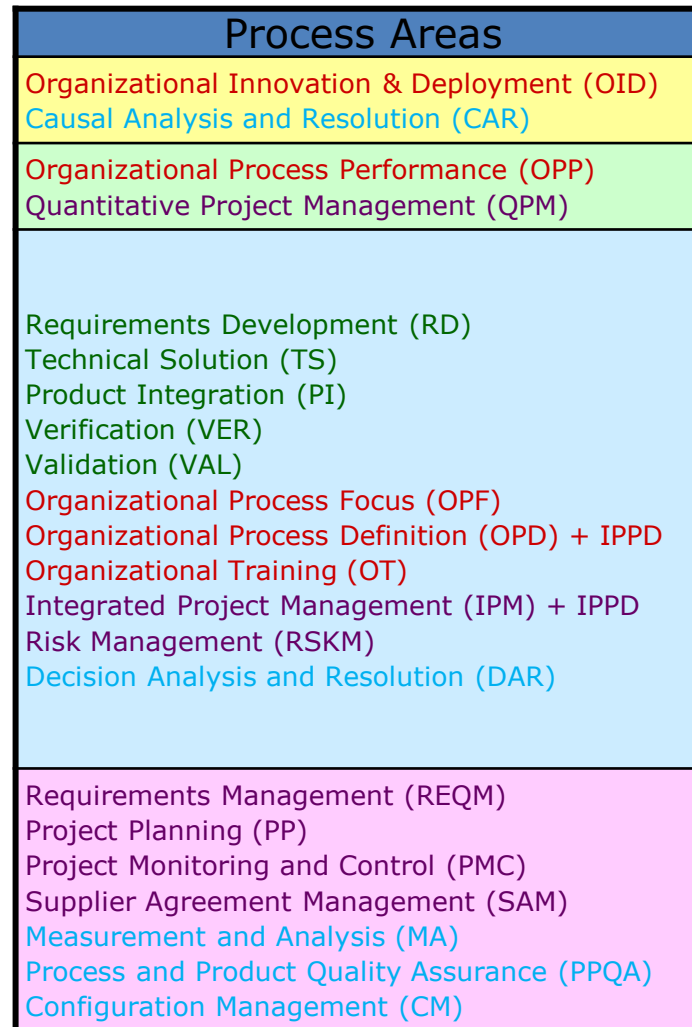 Process Areas
Organizational Innovation & Deployment (OID)
Causal Analysis and Resolution (CAR)
Organizational Process Performance (OPP)
Quantitative Project Management (QPM)
Requirements Development (RD)
Technical Solution (TS)
Product Integration (PI)
Verification (VER)
Validation (VAL)
Organizational Process Focus (OPF)
Organizational Process Definition (OPD) + IPPD
Organizational Training (OT)
Integrated Project Management (IPM) + IPPD
Risk Management (RSKM)
Decision Analysis and Resolution (DAR)
Requirements Management (REQM)
Project Planning (PP)
Project Monitoring and Control (PMC)
Supplier Agreement Management (SAM)
Measurement and Analysis (MA)
Process and Product Quality Assurance (PPQA)
Configuration Management (CM)